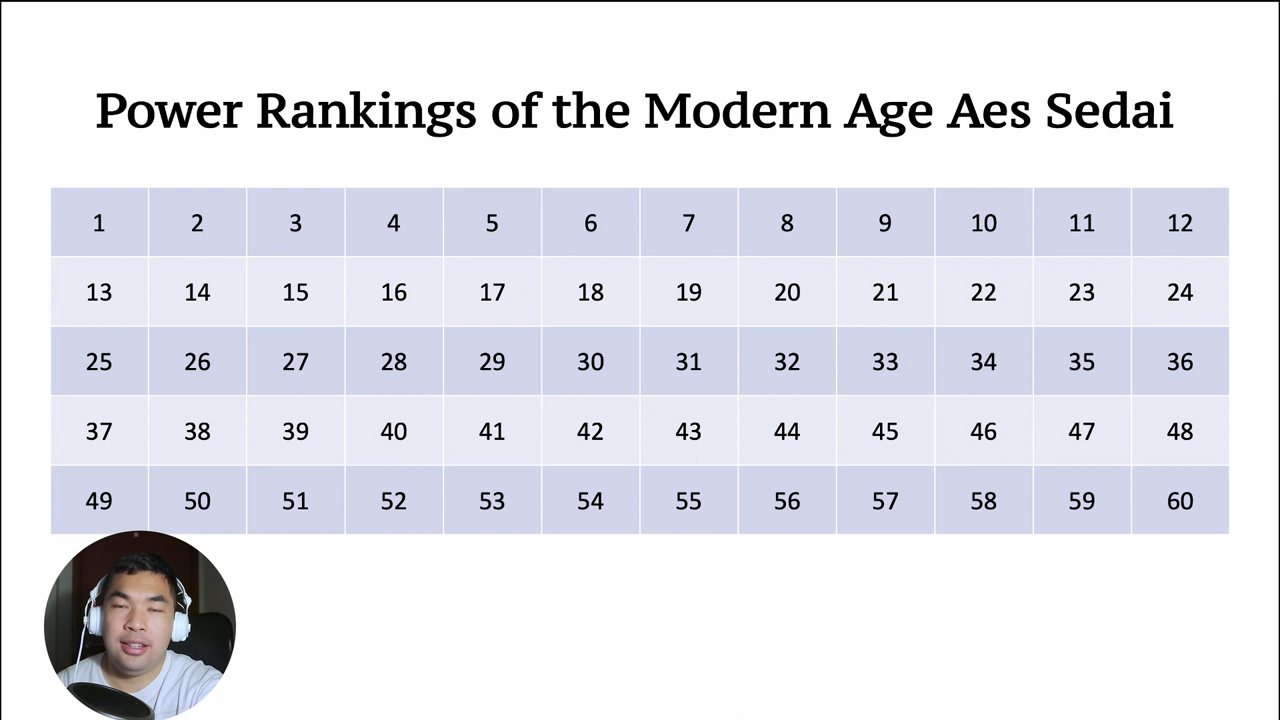 Power Rankings of the Modern Age Aes Sedai
1 2 3 4 5 6 7 8 9 10 11 12
13 14 15 16 17 18 19 20 21 22 23 24
25 26 27 28 29 30 31 32 33 34 35 36
37 38 39 40 41 42 43 44 45 46 47 48
49 50 51 52 53 54 55 56 57 58 59 60